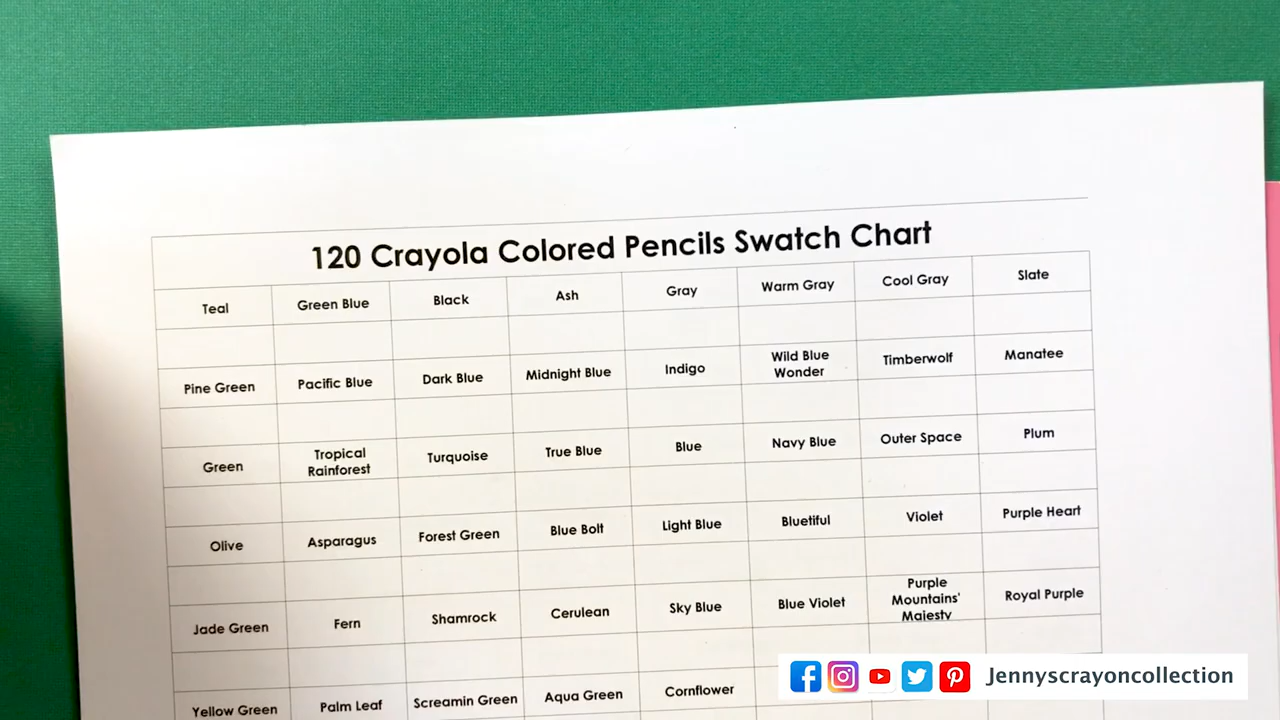 120 Crayola Colored Pencils Swatch Chart
Teal Green Blue Black Ash Gray Warm Gray Cool Gray Slate
Pine Green Pacific Blue Dark Blue Midnight Blue Indigo Wild Blue Wonder Timberwolf Manatee
Green Tropical Rainforest Turquoise True Blue Blue Navy Blue Outer Space Plum
Olive Asparagus Forest Green Blue Bolt Light Blue Bluetiful Violet Purple Heart
Jade Green Fern Shamrock Cerulean Sky Blue Blue Violet Purple Mountains' Majesty Royal Purple
Yellow Green Palm Leaf Screamin Green Aqua Green Cornflower
Jennyscrayoncollection